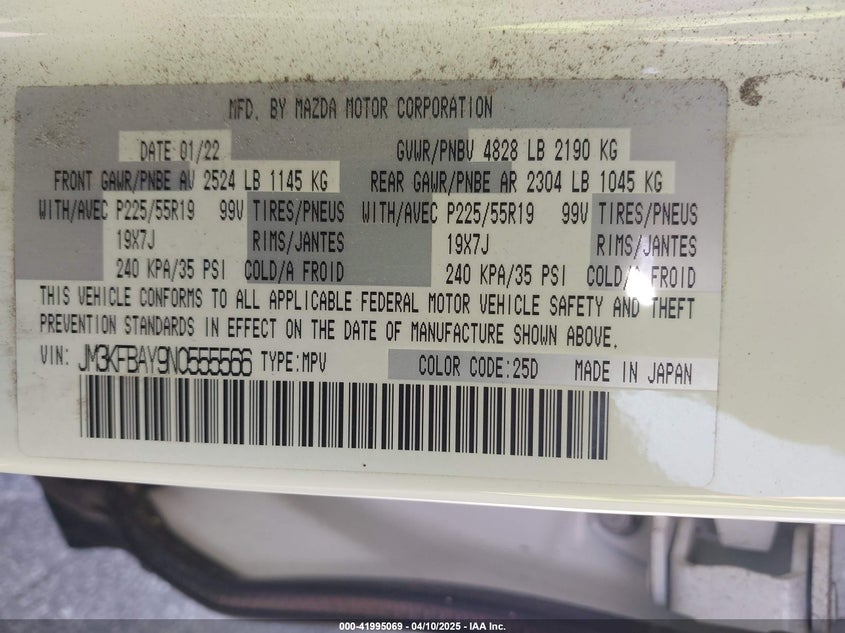 MFD. BY MAZDA MOTOR CORPORATION
DATE 01/22 GVWR/PNBV 4828 LB 2190 KG
FRONT GAWR/PNBE AV 2524 LB 1145 KG REAR GAWR/PNBE AR 2304 LB 1045 KG
WITH/AVEC P225/55R19 99V TIRES/PNEUS WITH/AVEC P225/55R19 99V TIRES/PNEUS
19X7J RIMS/JANTES 19X7J RIMS/JANTES
240 KPA/35 PSI COLD/A FROID 240 KPA/35 PSI COLD/A FROID
THIS VEHICLE CONFORMS TO ALL APPLICABLE FEDERAL MOTOR VEHICLE SAFETY AND THEFT
PREVENTION STANDARDS IN EFFECT ON THE DATE OF MANUFACTURE SHOWN ABOVE.
VIN: JM3KFBAY9N0555566 TYPE:MPV COLOR CODE:25D MADE IN JAPAN
000-41995069 - 04/10/2025 - IAA Inc.